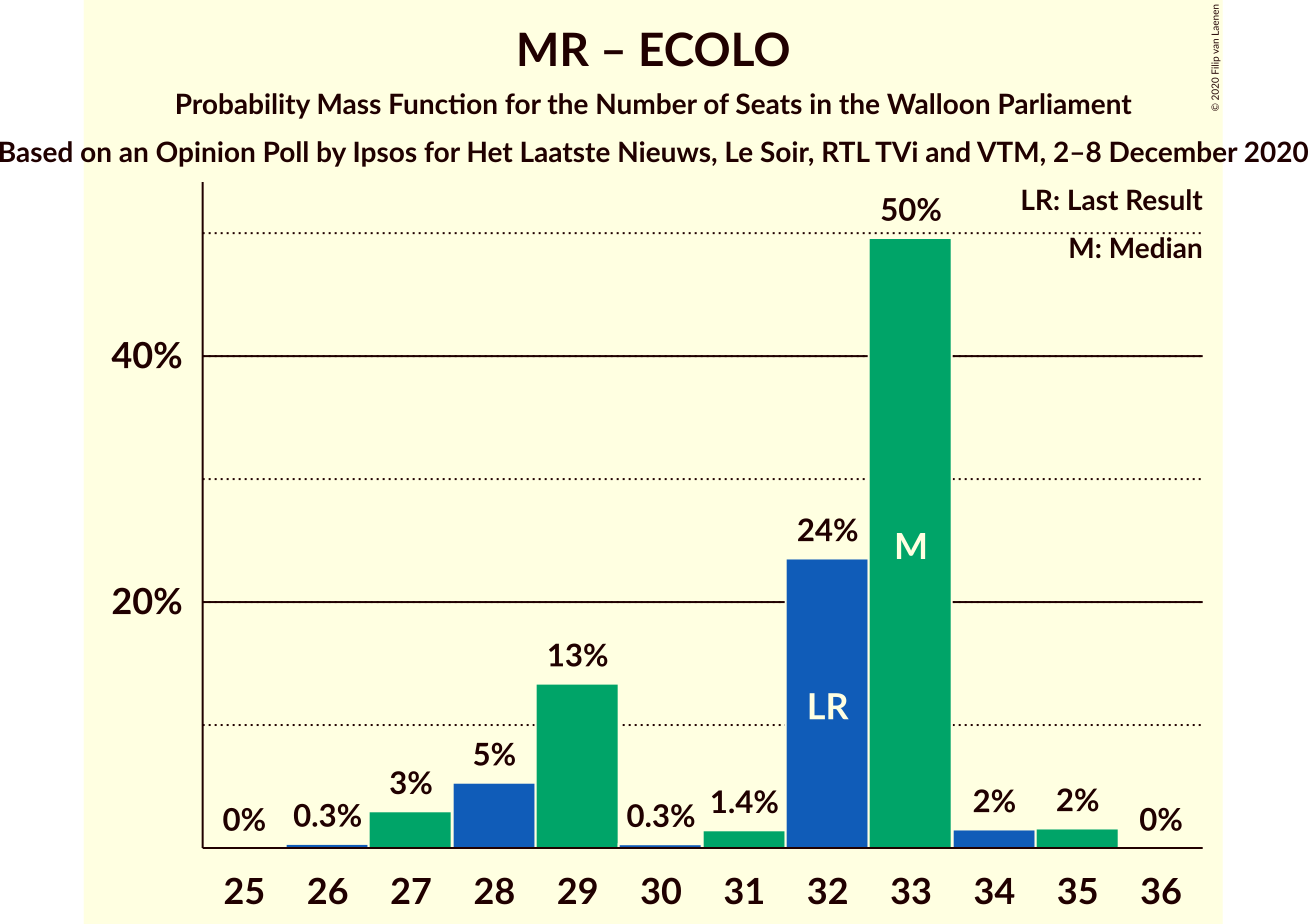 MR – ECOLO
Probability Mass Function for the Number of Seats in the Walloon Parliament
Based on an Opinion Poll by Ipsos for Het Laatste Nieuws, Le Soir, RTL TVi and VTM, 2–8 December 2020
© 2020 Filip van Laenen
LR: Last Result
M: Median
50%
40%
24%
M
20%
13%
LR
5%
3%
0%
0.3%
0.3%
1.4%
2%
2%
0%
25 26 27 28 29 30 31 32 33 34 35 36